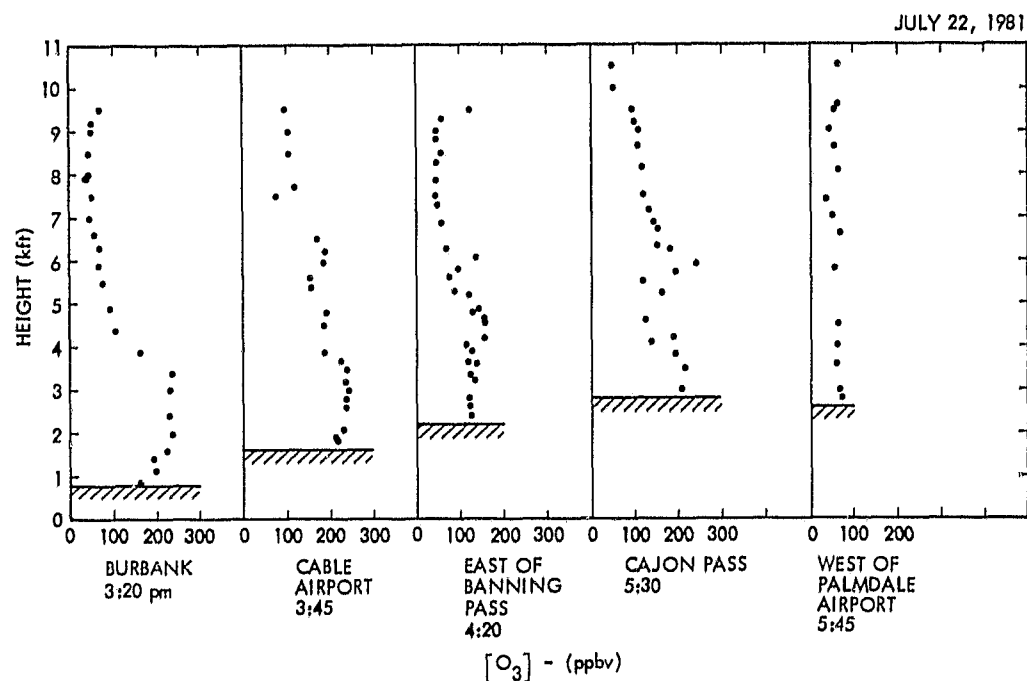 JULY 22, 1981
11
10
9
8
7
6
5
4
3
2
1
0
HEIGHT (kft)
0 100 200 300
0 100 200 300
0 100 200 300
0 100 200 300
0 100 200
BURBANK
3:20 pm
CABLE
AIRPORT
3:45
EAST OF
BANNING
PASS
4:20
CAJON PASS
5:30
WEST OF
PALMDALE
AIRPORT
5:45
[O₃] - (ppbv)